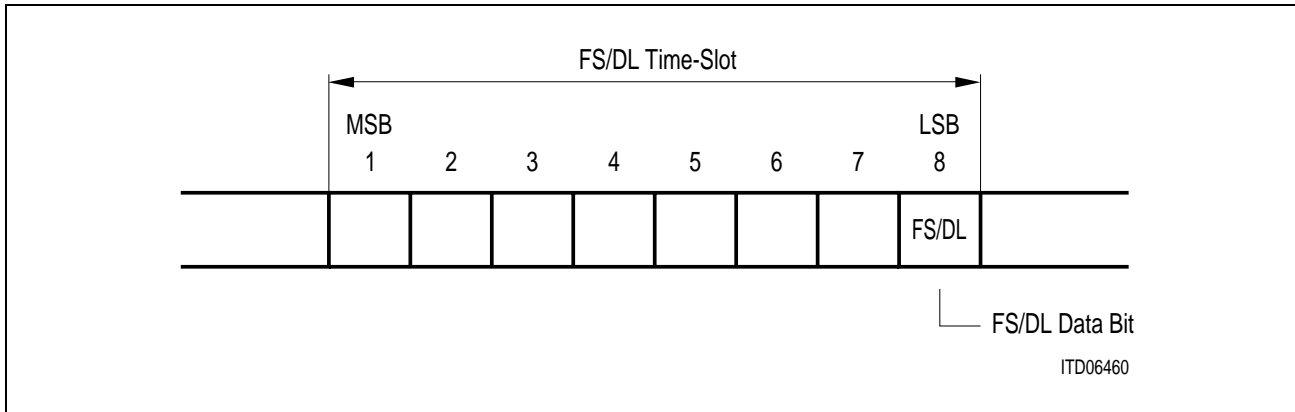 FS/DL Time-Slot
MSB LSB
1 2 3 4 5 6 7 8
FS/DL
FS/DL Data Bit
ITD06460